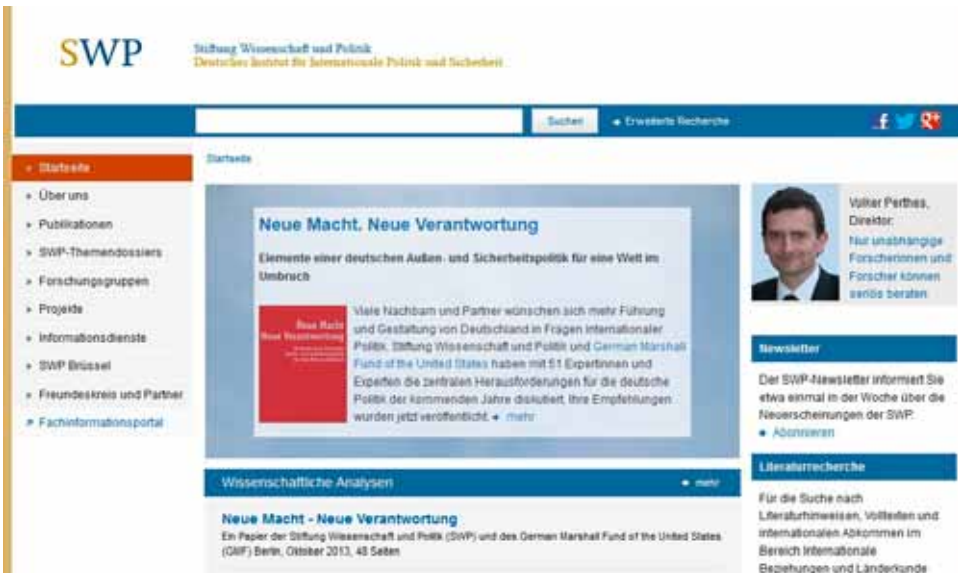 SWP
Stiftung Wissenschaft und Politik
Deutsches Institut für Internationale Politik und Sicherheit
Suchen
Erweiterte Recherche
Startseite
Über uns
Publikationen
SWP-Themendossiers
Forschungsgruppen
Projekte
Informationsdienste
SWP Brüssel
Freundeskreis und Partner
Fachinformationsportal
Startseite
Neue Macht. Neue Verantwortung
Elemente einer deutschen Außen- und Sicherheitspolitik für eine Welt im
Umbruch
Neue Macht
Neue Verantwortung
Viele Nachbarn und Partner wünschen sich mehr Führung
und Gestaltung von Deutschland in Fragen internationaler
Politik. Stiftung Wissenschaft und Politik und German Marshall
Fund of the United States haben mit 51 Expertinnen und
Experten die zentralen Herausforderungen für die deutsche
Politik der kommenden Jahre diskutiert. Ihre Empfehlungen
wurden jetzt veröffentlicht. mehr
Wissenschaftliche Analysen
mehr
Neue Macht - Neue Verantwortung
Ein Papier der Stiftung Wissenschaft und Politik (SWP) und des German Marshall Fund of the United States
(GMF) Berlin, Oktober 2013, 48 Seiten
Volker Perthes,
Direktor:
Nur unabhängige
Forscherinnen und
Forscher können
seriös beraten
Newsletter
Der SWP-Newsletter informiert Sie
etwa einmal in der Woche über die
Neuerscheinungen der SWP.
Abonnieren
Literaturrecherche
Für die Suche nach
Literaturhinweisen, Volltexten und
internationalen Abkommen im
Bereich Internationale
Beziehungen und Länderkunde